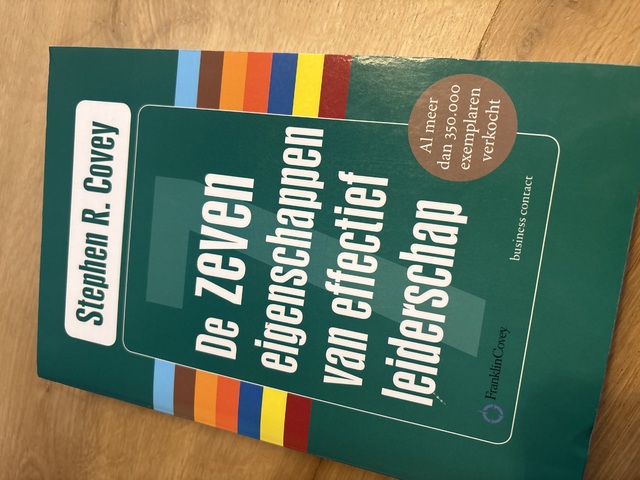 Stephen R. Covey
De zeven
eigenschappen
van effectief
leiderschap
Al meer
dan 350.000
exemplaren
verkocht
FranklinCovey
business contact